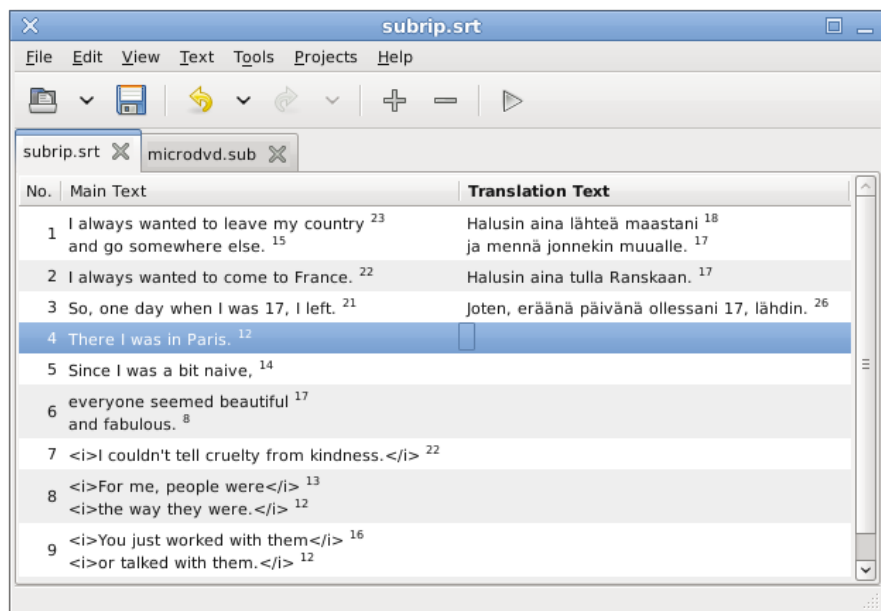 subrip.srt
File Edit View Text Tools Projects Help
subrip.srt microdvd.sub
No. Main Text Translation Text
1 I always wanted to leave my country 23 Halusin aina lähteä maastani 18
and go somewhere else. 15 ja mennä jonnekin muualle. 17
2 I always wanted to come to France. 22 Halusin aina tulla Ranskaan. 17
3 So, one day when I was 17, I left. 21 Joten, eräänä päivänä ollessani 17, lähdin. 26
4 There I was in Paris. 12
5 Since I was a bit naive, 14
6 everyone seemed beautiful 17
and fabulous. 8
7 <i>I couldn't tell cruelty from kindness.</i> 22
8 <i>For me, people were</i> 13
<i>the way they were.</i> 12
9 <i>You just worked with them</i> 16
<i>or talked with them.</i> 12